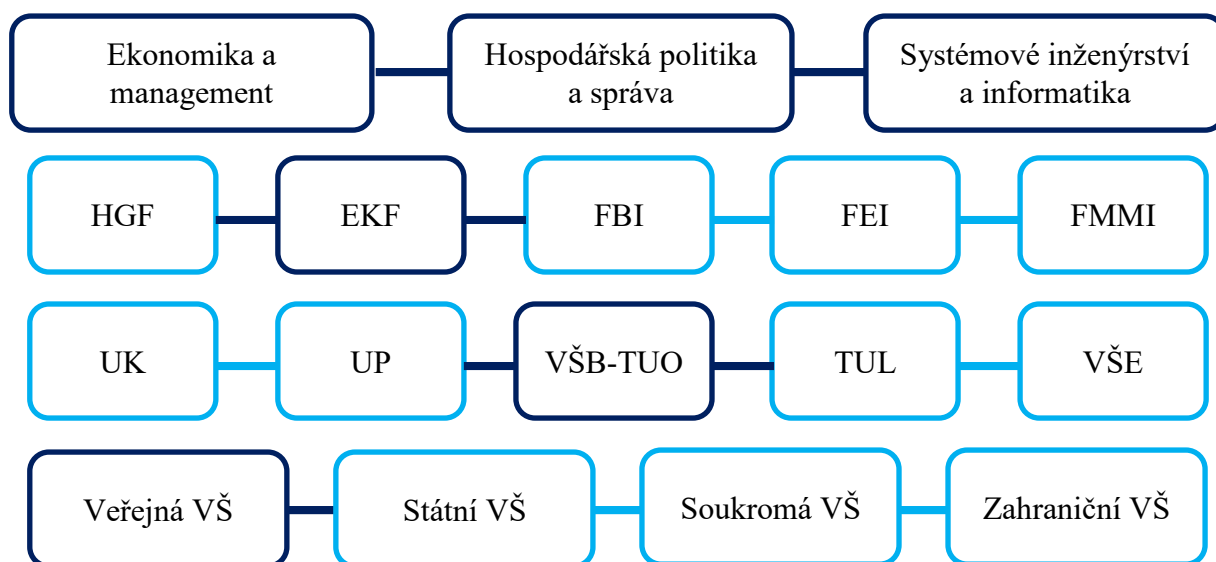 Ekonomika a
management
Hospodářská politika
a správa
Systémové inženýrství
a informatika
HGF
EKF
FBI
FEI
FMMI
UK
UP
VŠB-TUO
TUL
VŠE
Veřejná VŠ
Státní VŠ
Soukromá VŠ
Zahraniční VŠ